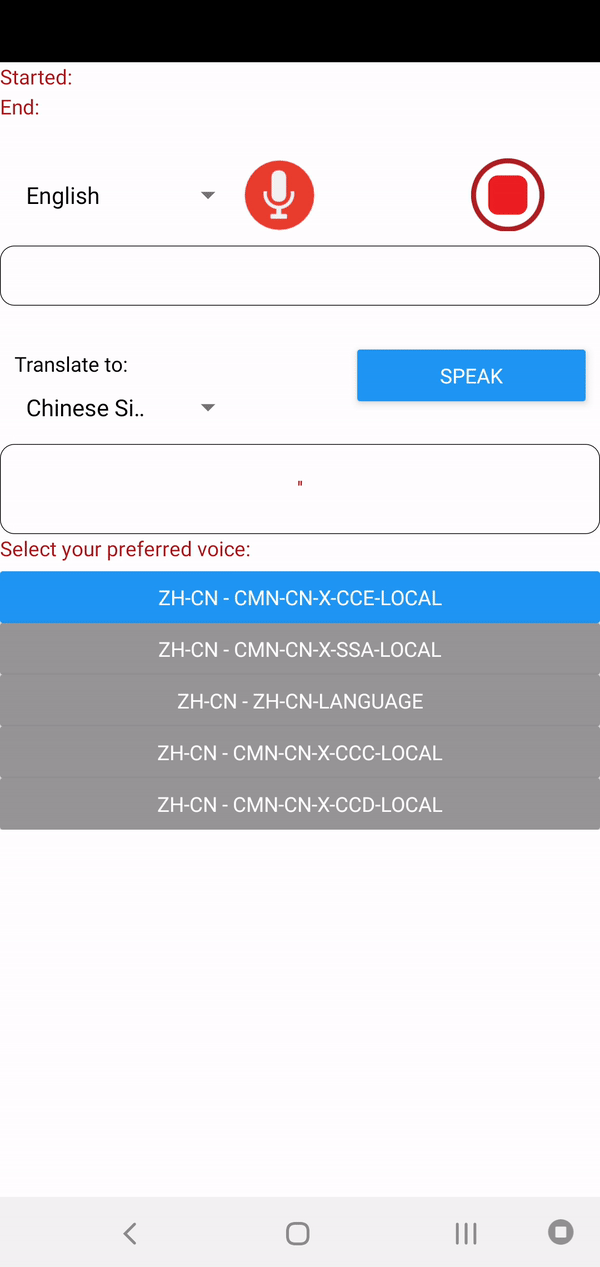 Started:
End:
English
Translate to:
SPEAK
Chinese Si..
"
Select your preferred voice:
ZH-CN - CMN-CN-X-CCE-LOCAL
ZH-CN - CMN-CN-X-SSA-LOCAL
ZH-CN - ZH-CN-LANGUAGE
ZH-CN - CMN-CN-X-CCC-LOCAL
ZH-CN - CMN-CN-X-CCD-LOCAL